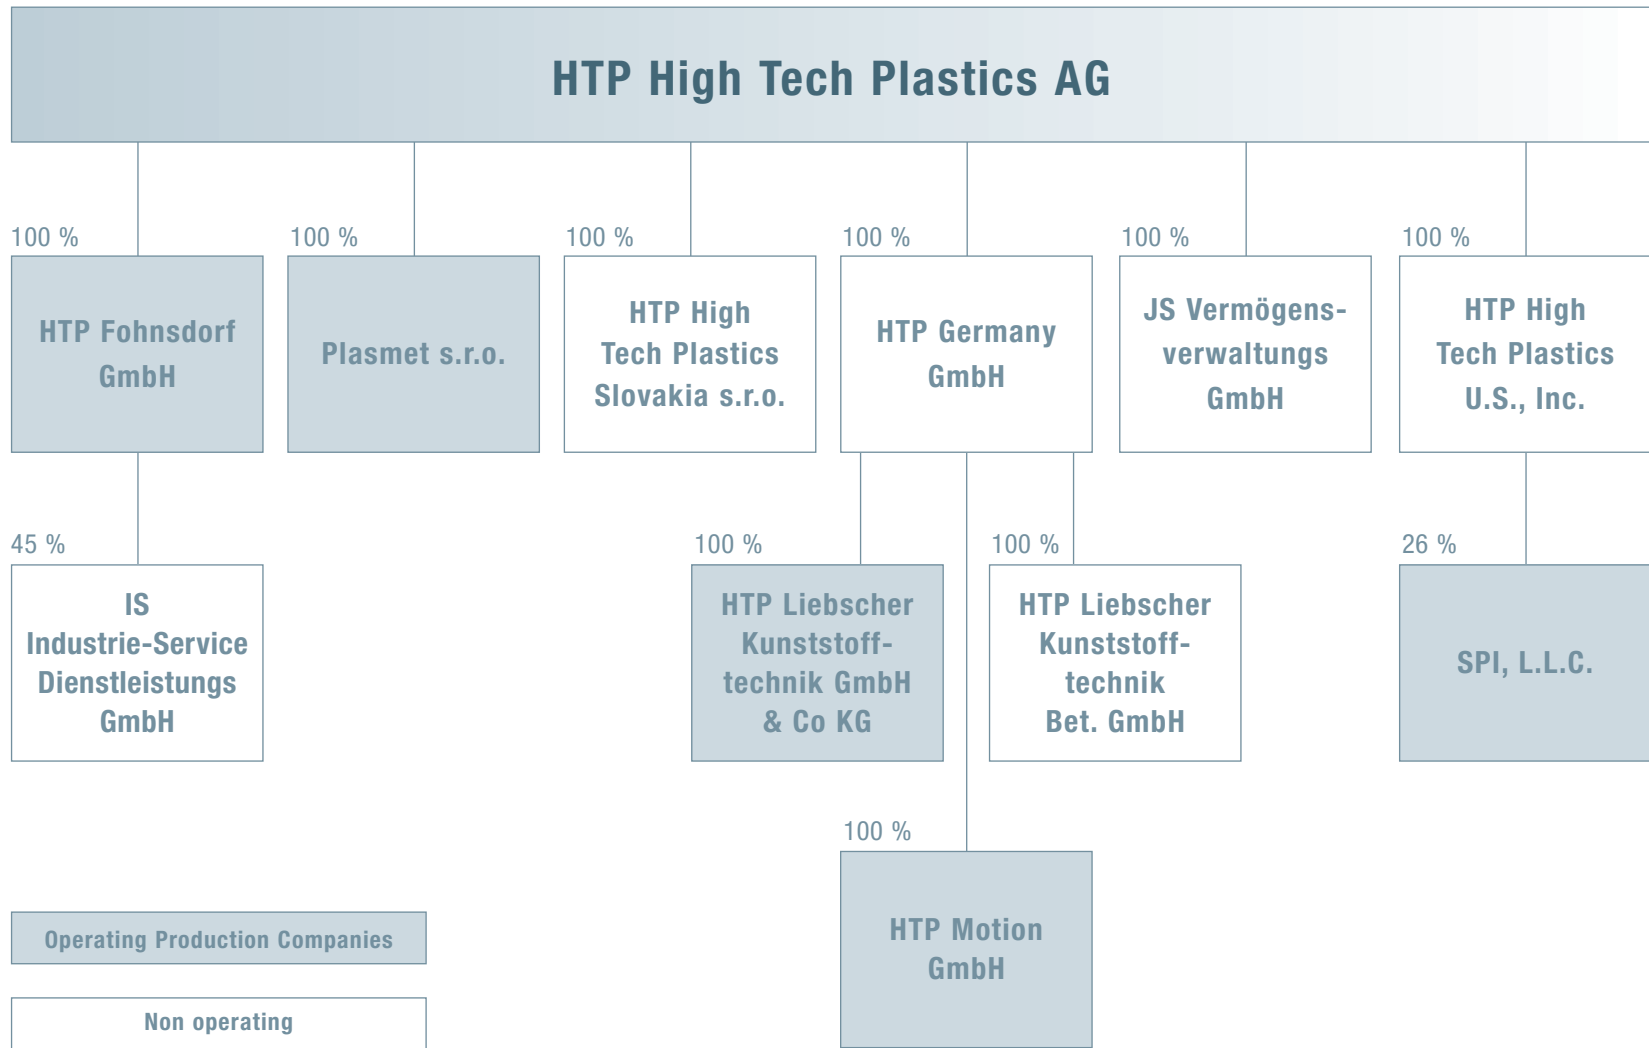 HTP High Tech Plastics AG
100 %
100 %
100 %
100 %
100 %
100 %
HTP Fohnsdorf
GmbH
Plasmet s.r.o.
HTP High
Tech Plastics
Slovakia s.r.o.
HTP Germany
GmbH
JS Vermögens-
verwaltungs
GmbH
HTP High
Tech Plastics
U.S., Inc.
45 %
100 %
100 %
26 %
IS
Industrie-Service
Dienstleistungs
GmbH
HTP Liebscher
Kunststoff-
technik GmbH
& Co KG
HTP Liebscher
Kunststoff-
technik
Bet. GmbH
SPI, L.L.C.
100 %
HTP Motion
GmbH
Operating Production Companies
Non operating